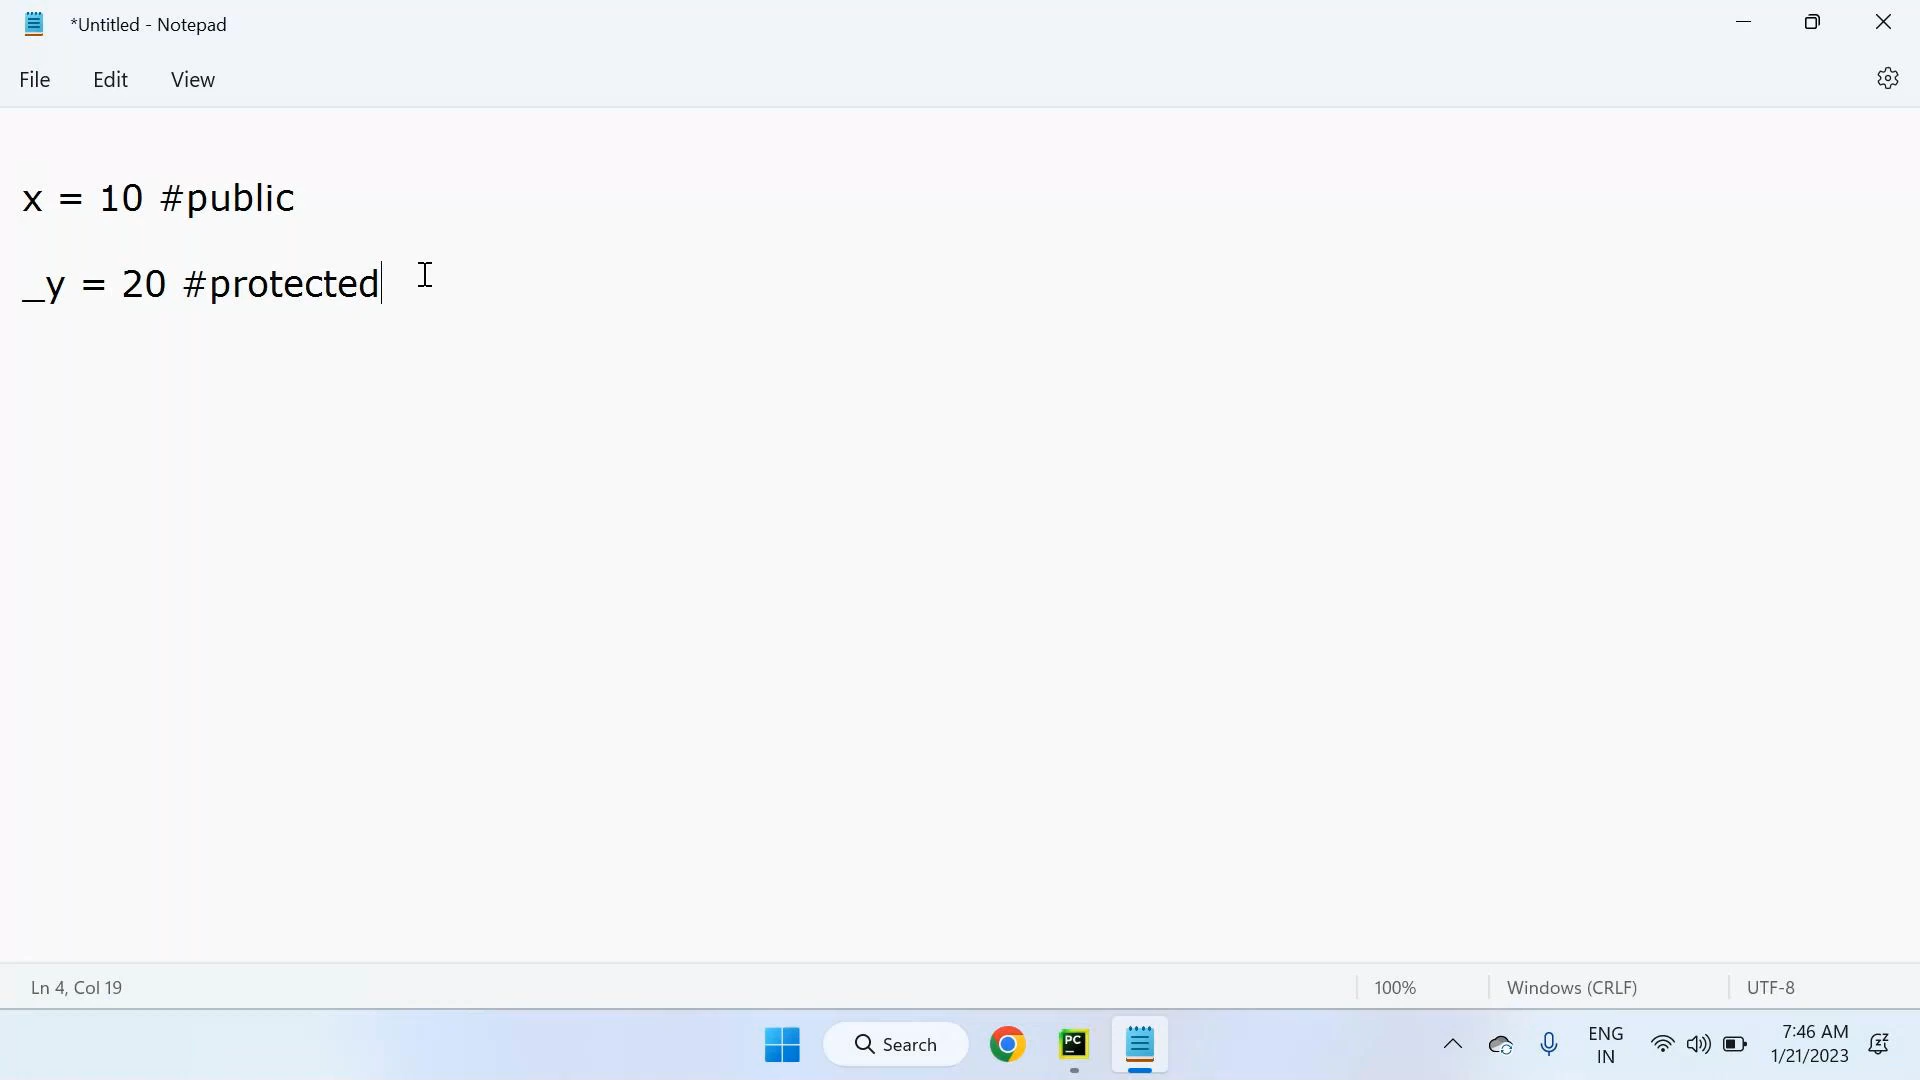 *Untitled - Notepad
File Edit View
x = 10 #public
_y = 20 #protected
Ln 4, Col 19 100% Windows (CRLF) UTF-8
Search PC ENG IN 7:46 AM
1/21/2023